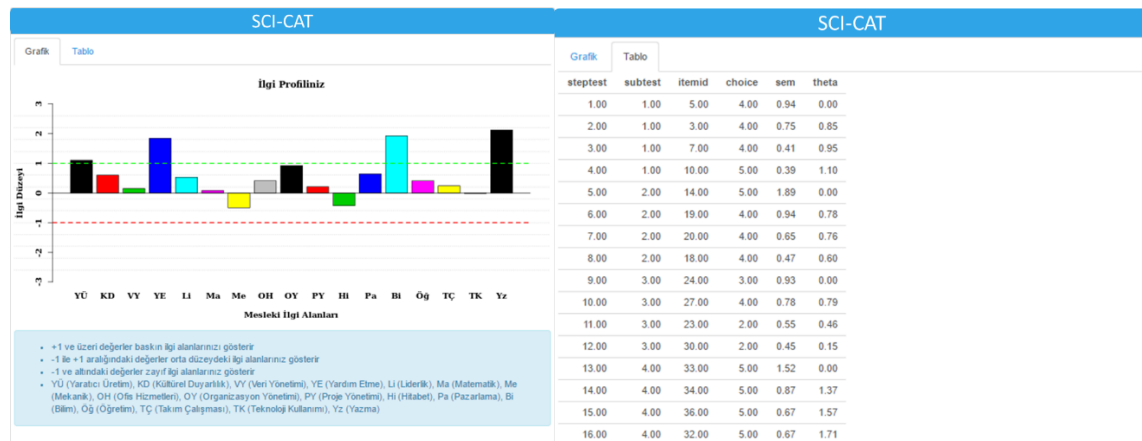 SCI-CAT
Grafik Tablo
İlgi Profiliniz
İlgi Düzeyi
3
2
1
0
-1
-2
-3
YÜ KD VY YE Li Ma Me OH OY PY Hi Pa Bi Öğ TÇ TK Yz
Mesleki İlgi Alanları
+1 ve üzeri değerler baskın ilgi alanlarınızı gösterir
-1 ile +1 aralığındaki değerler orta düzeydeki ilgi alanlarınız gösterir
-1 ve altındaki değerler zayıf ilgi alanlarınız gösterir
YÜ (Yaratıcı Üretim), KD (Kültürel Duyarlılık), VY (Veri Yönetimi), YE (Yardım Etme), Li (Liderlik), Ma (Matematik), Me
(Mekanik), OH (Ofis Hizmetleri), OY (Organizasyon Yönetimi), PY (Proje Yönetimi), Hi (Hitabet), Pa (Pazarlama), Bi
(Bilim), Öğ (Öğretim), TÇ (Takım Çalışması), TK (Teknoloji Kullanımı), Yz (Yazma)
SCI-CAT
Grafik Tablo
steptest subtest itemid choice sem theta
1.00 1.00 5.00 4.00 0.94 0.00
2.00 1.00 3.00 4.00 0.75 0.85
3.00 1.00 7.00 4.00 0.41 0.95
4.00 1.00 10.00 5.00 0.39 1.10
5.00 2.00 14.00 5.00 1.89 0.00
6.00 2.00 19.00 4.00 0.94 0.78
7.00 2.00 20.00 4.00 0.65 0.76
8.00 2.00 18.00 4.00 0.47 0.60
9.00 3.00 24.00 3.00 0.93 0.00
10.00 3.00 27.00 4.00 0.78 0.79
11.00 3.00 23.00 2.00 0.55 0.46
12.00 3.00 30.00 2.00 0.45 0.15
13.00 4.00 33.00 5.00 1.52 0.00
14.00 4.00 34.00 5.00 0.87 1.37
15.00 4.00 36.00 5.00 0.67 1.57
16.00 4.00 32.00 5.00 0.67 1.71